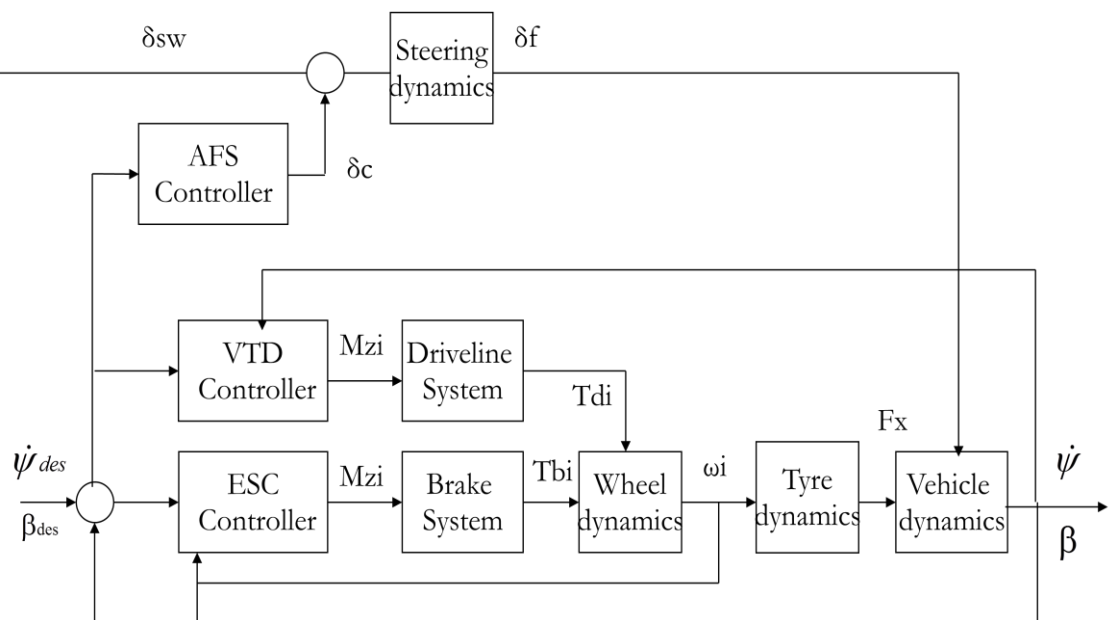 δsw
Steering
dynamics
δf
AFS
Controller
δc
VTD
Controller
Mzi
Driveline
System
Tdi
Fx
ψ̇des
βdes
ESC
Controller
Mzi
Brake
System
Tbi
Wheel
dynamics
ωi
Tyre
dynamics
Vehicle
dynamics
ψ̇
β